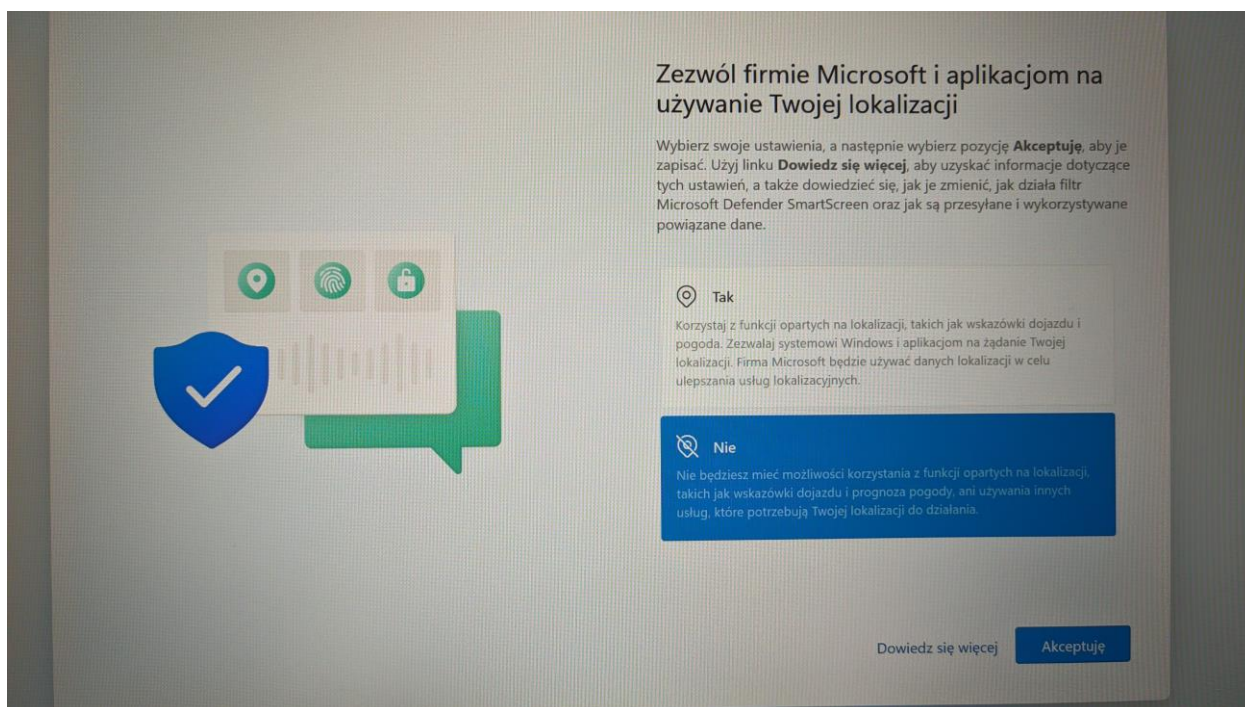 Zezwól firmie Microsoft i aplikacjom na
używanie Twojej lokalizacji
Wybierz swoje ustawienia, a następnie wybierz pozycję Akceptuję, aby je
zapisać. Użyj linku Dowiedz się więcej, aby uzyskać informacje dotyczące
tych ustawień, a także dowiedzieć się, jak je zmienić, jak działa filtr
Microsoft Defender SmartScreen oraz jak są przesyłane i wykorzystywane
powiązane dane.
Tak
Korzystaj z funkcji opartych na lokalizacji, takich jak wskazówki dojazdu i
pogoda. Zezwalaj systemowi Windows i aplikacjom na żądanie Twojej
lokalizacji. Firma Microsoft będzie używać danych lokalizacji w celu
ulepszania usług lokalizacyjnych.
Nie
Nie będziesz mieć możliwości korzystania z funkcji opartych na lokalizacji,
takich jak wskazówki dojazdu i prognoza pogody, ani używania innych
usług, które potrzebują Twojej lokalizacji do działania.
Dowiedz się więcej
Akceptuję